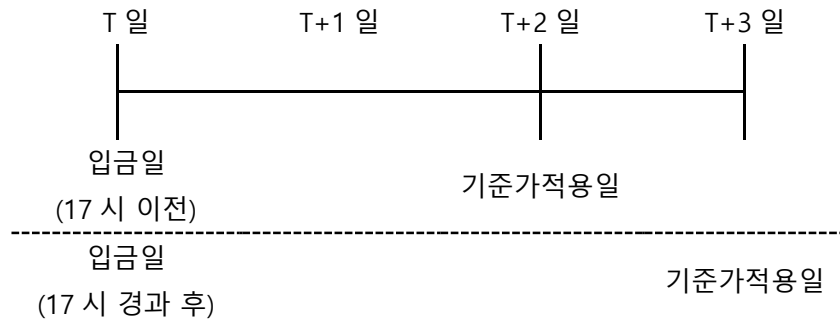 T 일 T+1 일 T+2 일 T+3 일
입금일
(17 시 이전)
기준가적용일
입금일
(17 시 경과 후)
기준가적용일